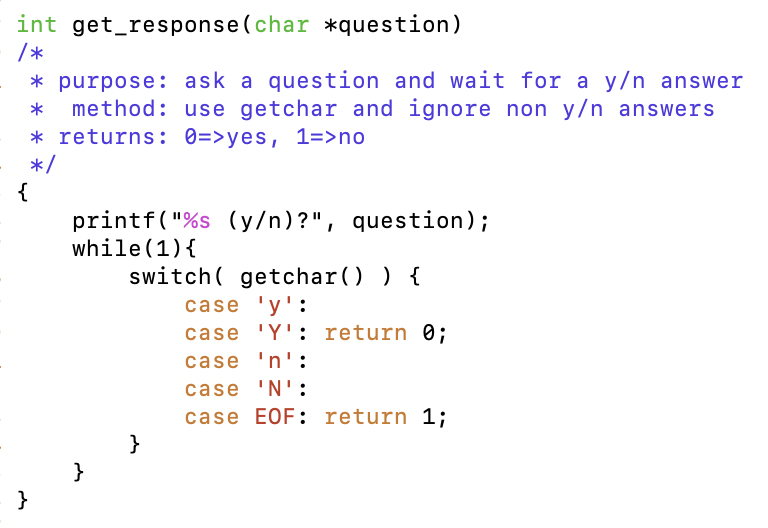 int get_response(char *question)
/*
 * purpose: ask a question and wait for a y/n answer
 *  method: use getchar and ignore non y/n answers
 * returns: 0=>yes, 1=>no
 */
{
    printf("%s (y/n)?", question);
    while(1){
        switch( getchar() ) {
            case 'y':
            case 'Y': return 0;
            case 'n':
            case 'N':
            case EOF: return 1;
        }
    }
}